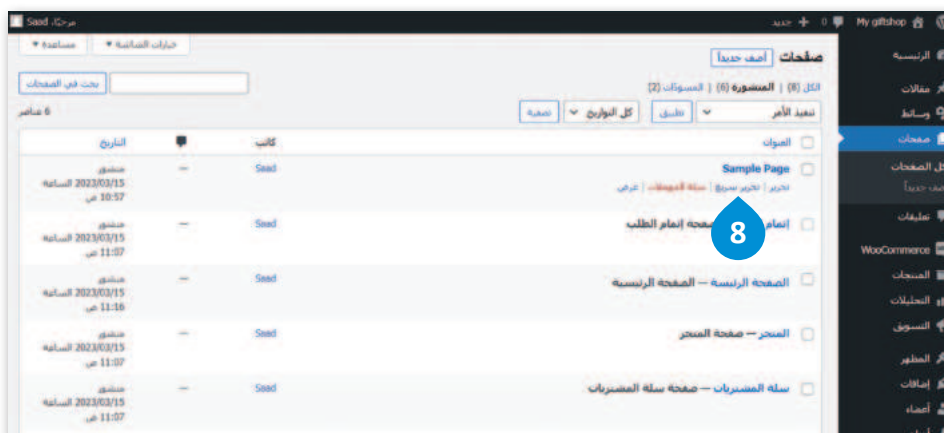 My giftshop
0
جديد
مرحبًا، Saad
خيارات الشاشة
مساعدة
صفحات
أضف جديداً
الكل (8) | المنشورة (6) | المسودّات (2)
بحث في الصفحات
تنفيذ الأمر
تطبيق
كل التواريخ
تصفية
6 عناصر
العنوان
كاتب
التاريخ
Sample Page
Saad
—
منشور
2023/03/15 الساعة
10:57 ص
تحرير | تحرير سريع | سلة المهملات | عرض
8
إتمام
صفحة إتمام الطلب
Saad
—
منشور
2023/03/15 الساعة
11:07 ص
الصفحة الرئيسة — الصفحة الرئيسية
Saad
—
منشور
2023/03/15 الساعة
11:16 ص
المتجر — صفحة المتجر
Saad
—
منشور
2023/03/15 الساعة
11:07 ص
سلة المشتريات — صفحة سلة المشتريات
Saad
—
منشور
2023/03/15 الساعة
11:07 ص
الرئيسية
مقالات
وسائط
صفحات
كل الصفحات
أضف جديداً
تعليقات
WooCommerce
المنتجات
التحليلات
التسويق
المظهر
إضافات
أعضاء